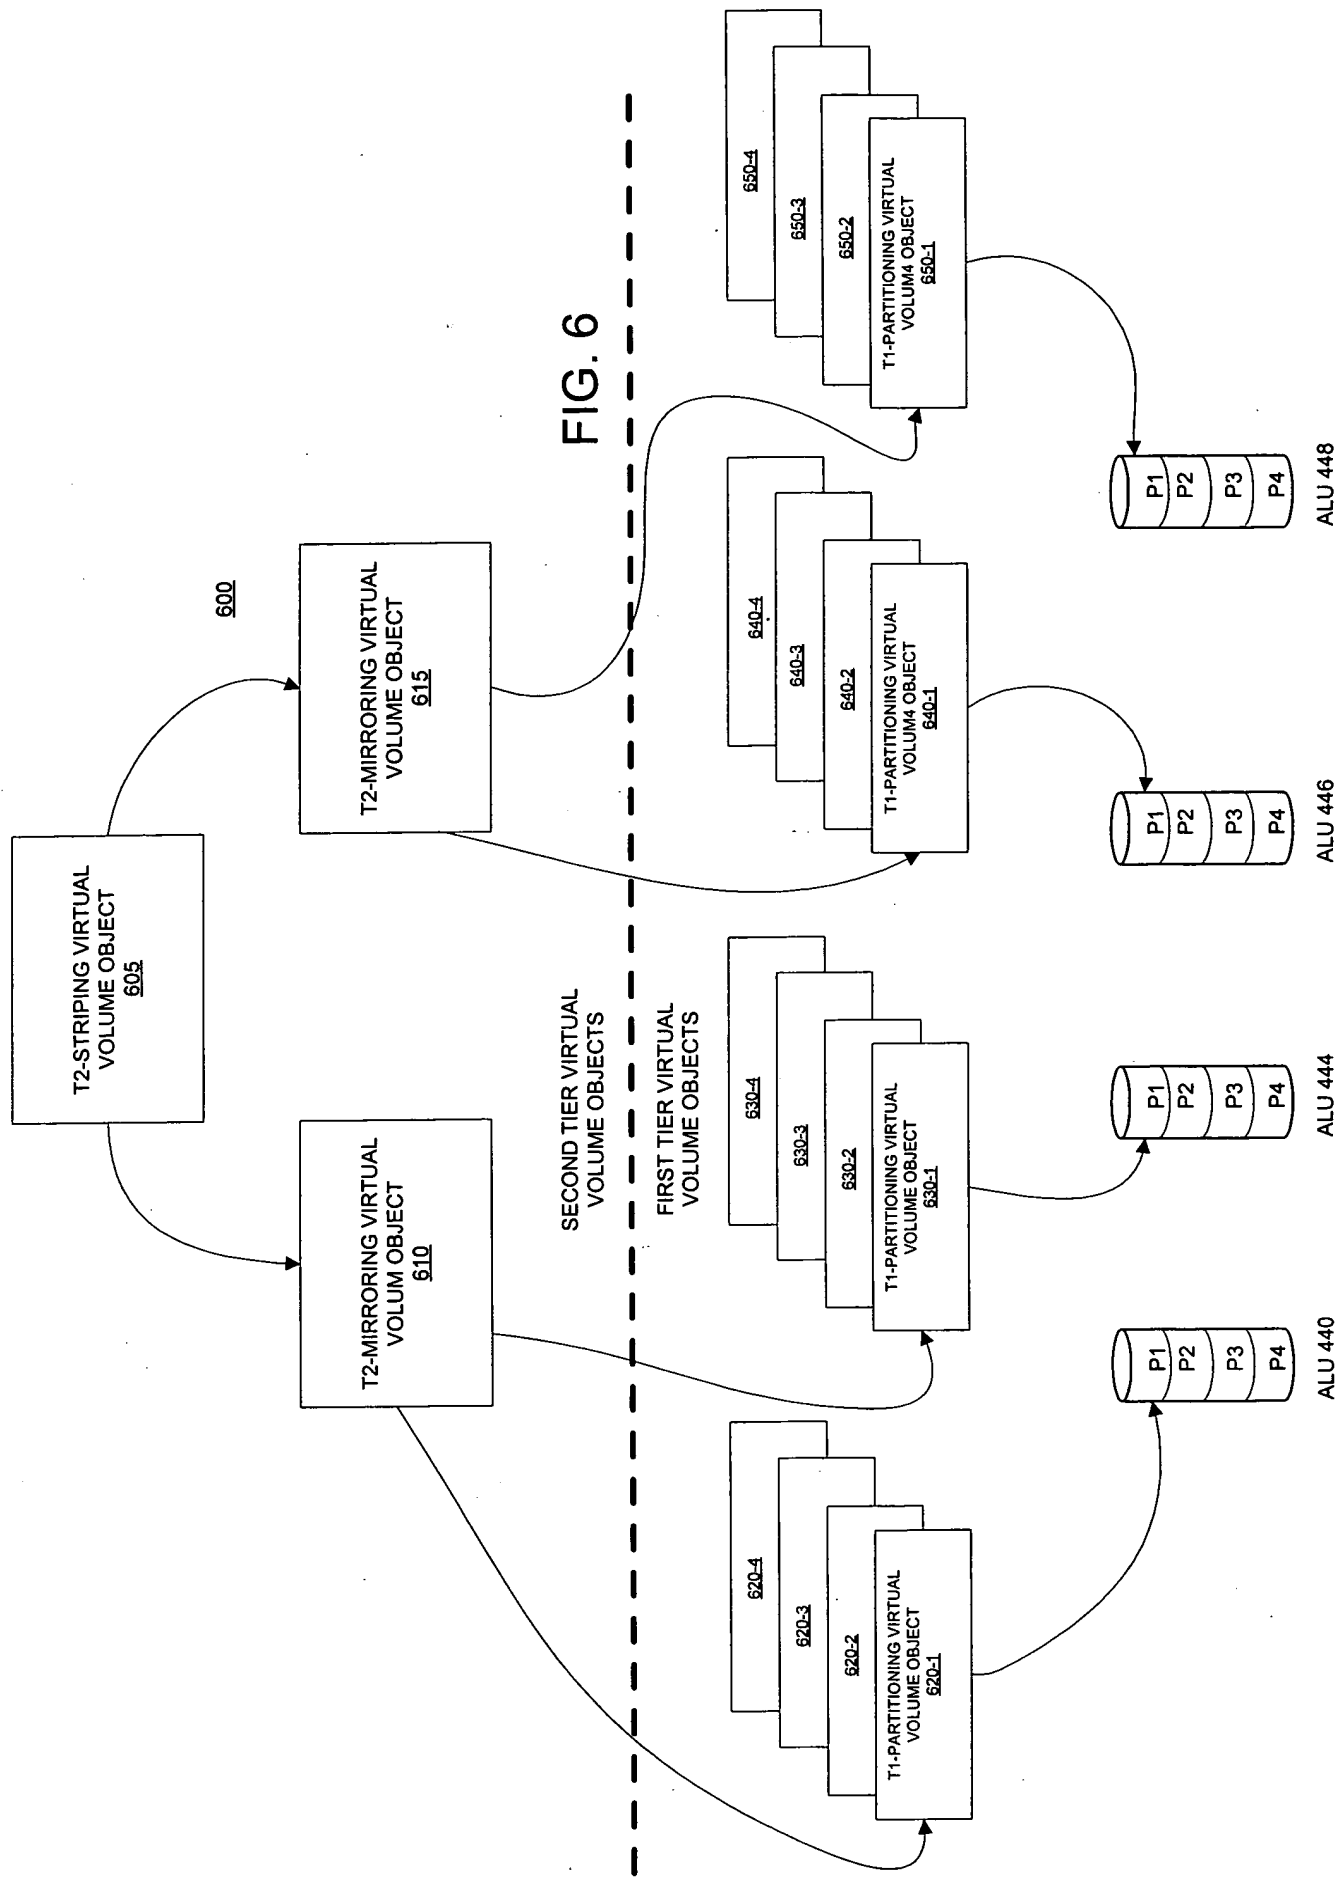 T2-STRIPING VIRTUAL
VOLUME OBJECT
605
600
T2-MIRRORING VIRTUAL
VOLUM OBJECT
610
T2-MIRRORING VIRTUAL
VOLUME OBJECT
615
FIG. 6
SECOND TIER VIRTUAL
VOLUME OBJECTS
FIRST TIER VIRTUAL
VOLUME OBJECTS
620-4
620-3
620-2
T1-PARTITIONING VIRTUAL
VOLUME OBJECT
620-1
630-4
630-3
630-2
T1-PARTITIONING VIRTUAL
VOLUME OBJECT
630-1
640-4
640-3
640-2
T1-PARTITIONING VIRTUAL
VOLUM4 OBJECT
640-1
650-4
650-3
650-2
T1-PARTITIONING VIRTUAL
VOLUM4 OBJECT
650-1
P1
P2
P3
P4
ALU 440
P1
P2
P3
P4
ALU 444
P1
P2
P3
P4
ALU 446
P1
P2
P3
P4
ALU 448